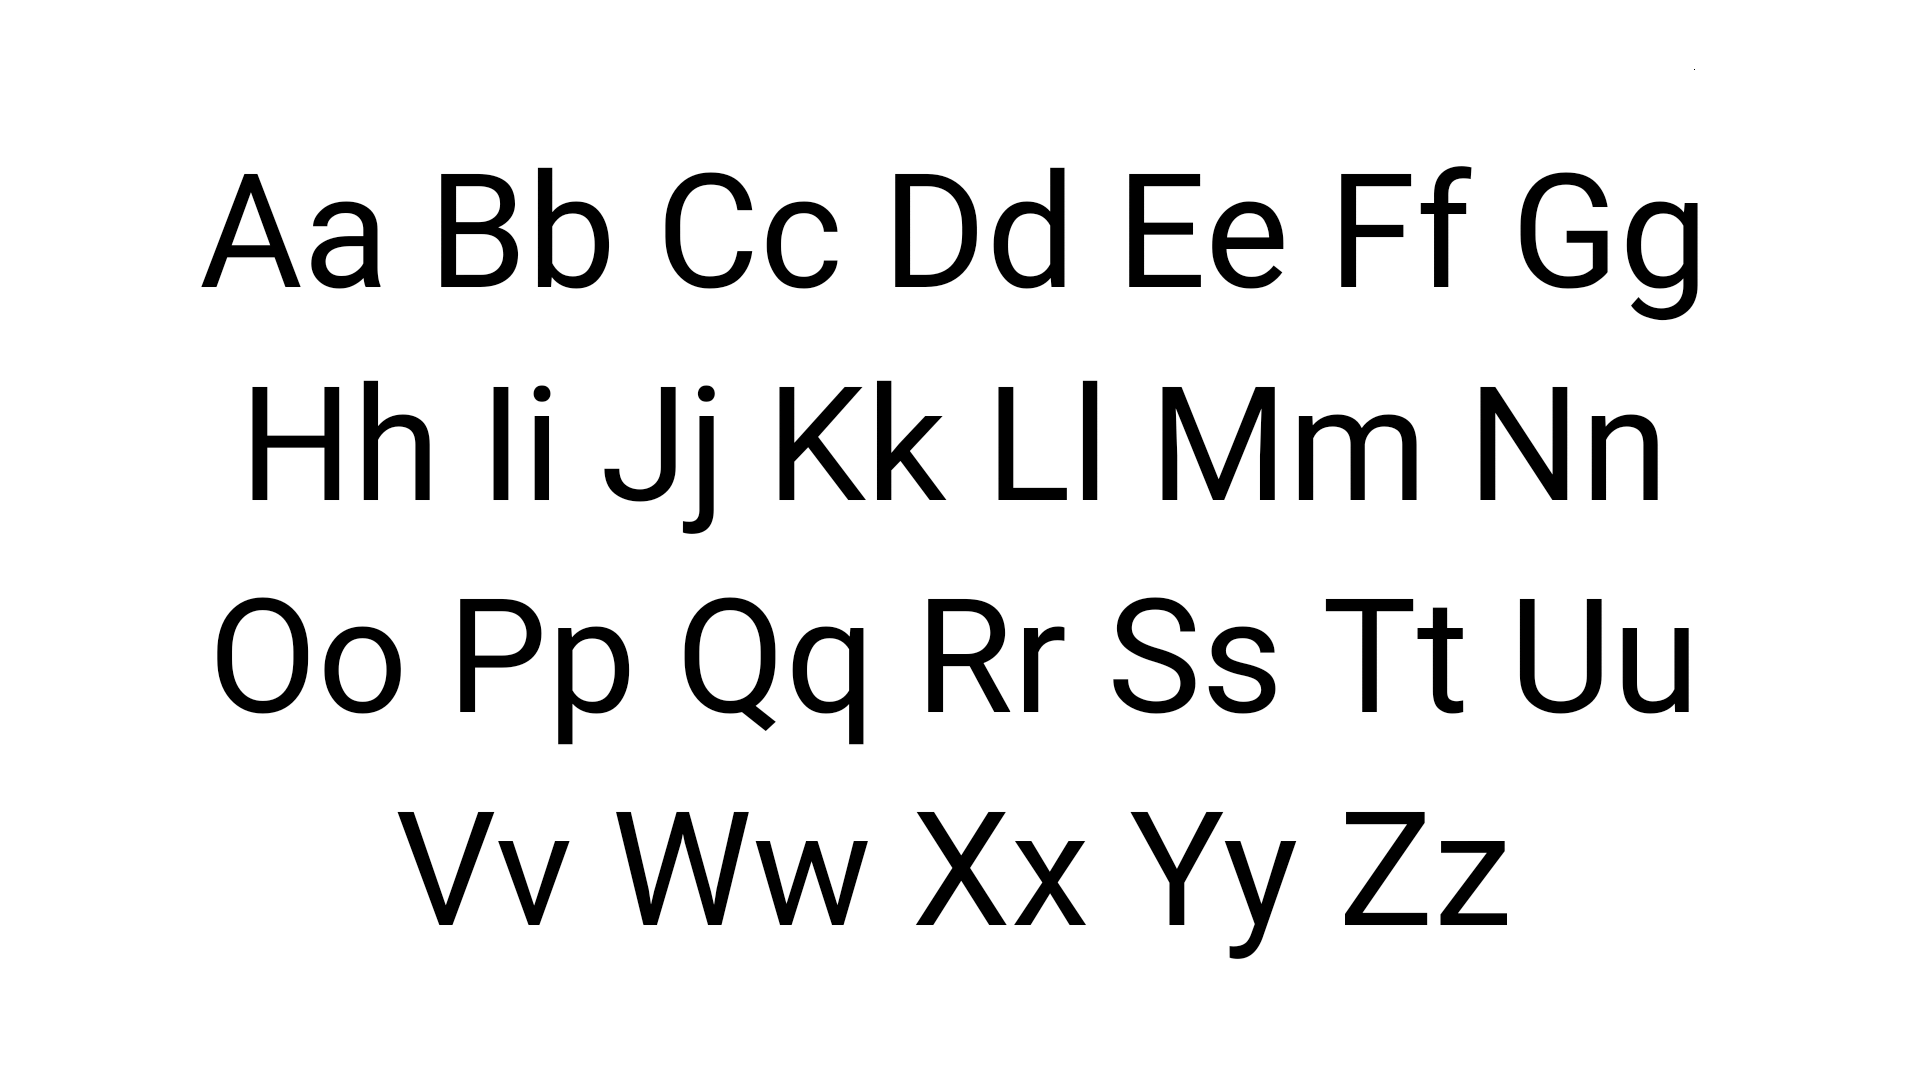 Aa Bb Cc Dd Ee Ff Gg
Hh Ii Jj Kk Ll Mm Nn
Oo Pp Qq Rr Ss Tt Uu
Vv Ww Xx Yy Zz